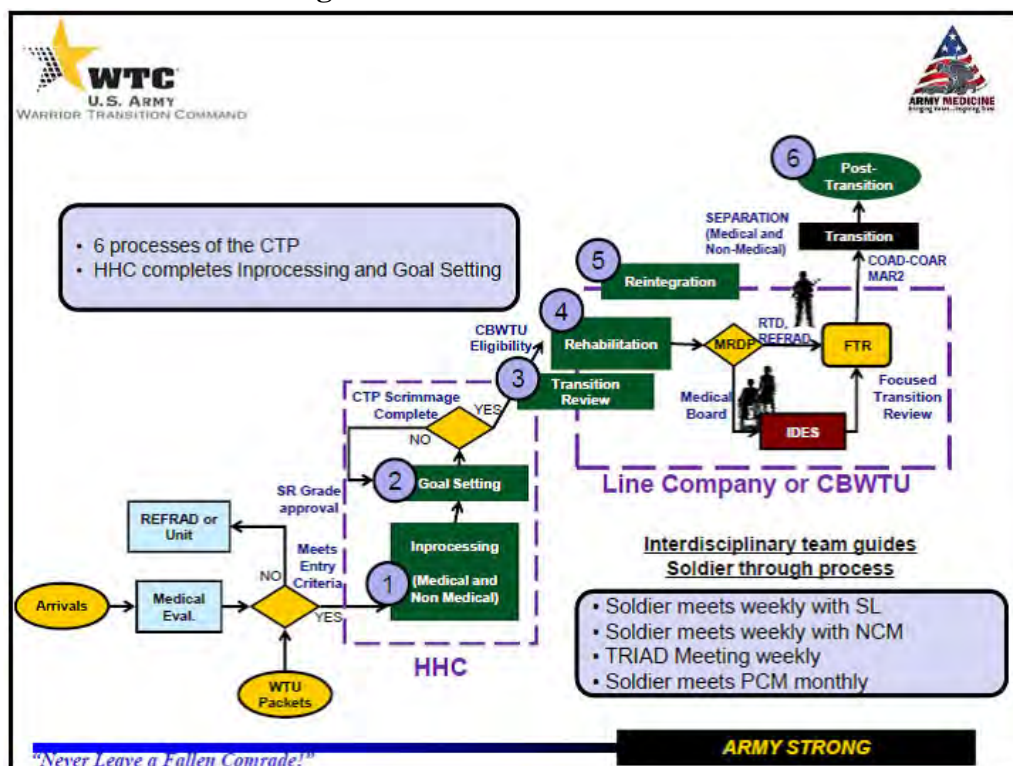 WTC
U.S. ARMY
WARRIOR TRANSITION COMMAND
ARMY MEDICINE
• 6 processes of the CTP
• HHC completes Inprocessing and Goal Setting
6
Post-
Transition
SEPARATION
(Medical and
Non-Medical)
Transition
COAD-COAR
MAR2
5
Reintegration
4
Rehabilitation
MRDP
RTD,
REFRAD
FTR
CBWTU
Eligibility
3
Transition
Review
Medical
Board
IDES
Focused
Transition
Review
Line Company or CBWTU
CTP Scrimmage
Complete
YES
NO
2
Goal Setting
SR Grade
approval
REFRAD or
Unit
Inprocessing
(Medical and
Non Medical)
1
Meets
Entry
Criteria
NO
YES
Arrivals
Medical
Eval.
HHC
WTU
Packets
Interdisciplinary team guides
Soldier through process
• Soldier meets weekly with SL
• Soldier meets weekly with NCM
• TRIAD Meeting weekly
• Soldier meets PCM monthly
ARMY STRONG
"Never Leave a Fallen Comrade!"